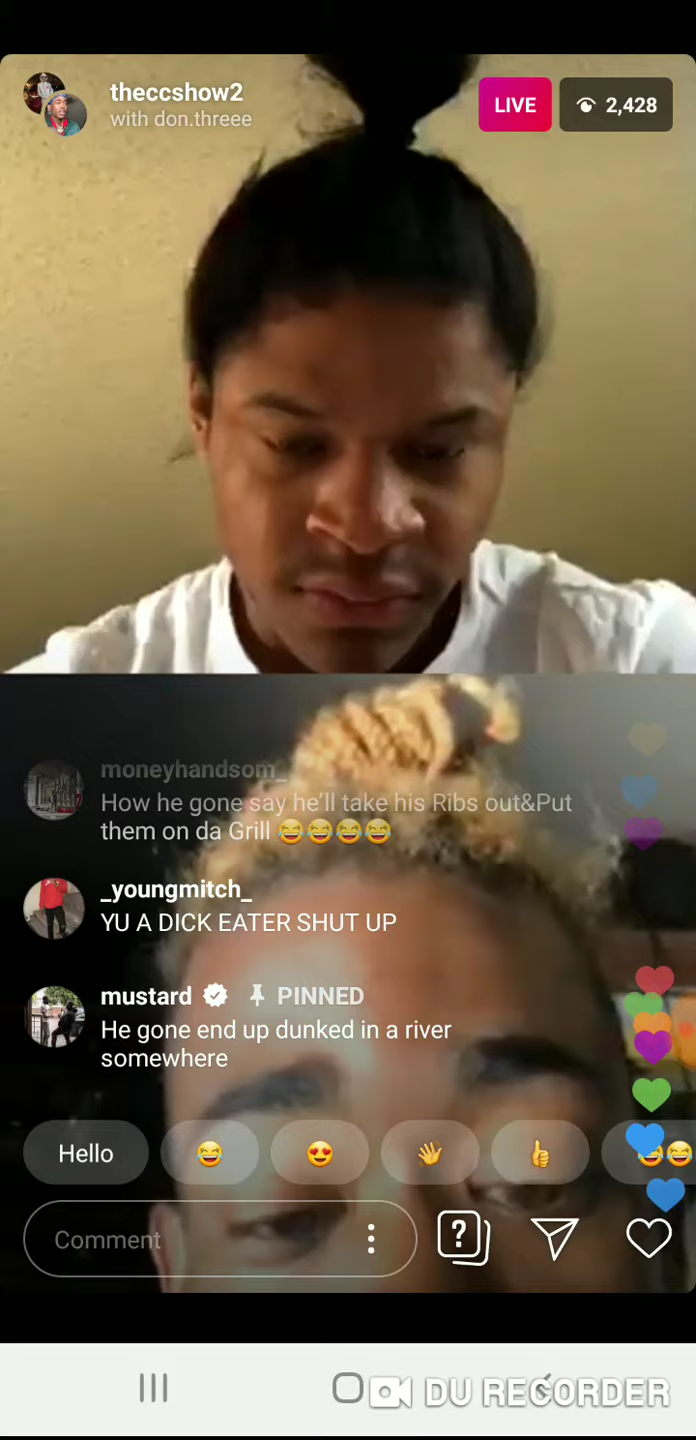 theccshow2
with don.threee
LIVE
2,428
moneyhandsom_
How he gone say he'll take his Ribs out&Put
them on da Grill 😂😂😂😂
_youngmitch_
YU A DICK EATER SHUT UP
mustard PINNED
He gone end up dunked in a river
somewhere
Hello 😂 😍 👋 👍 😂😂
Comment
?
DU RECORDER